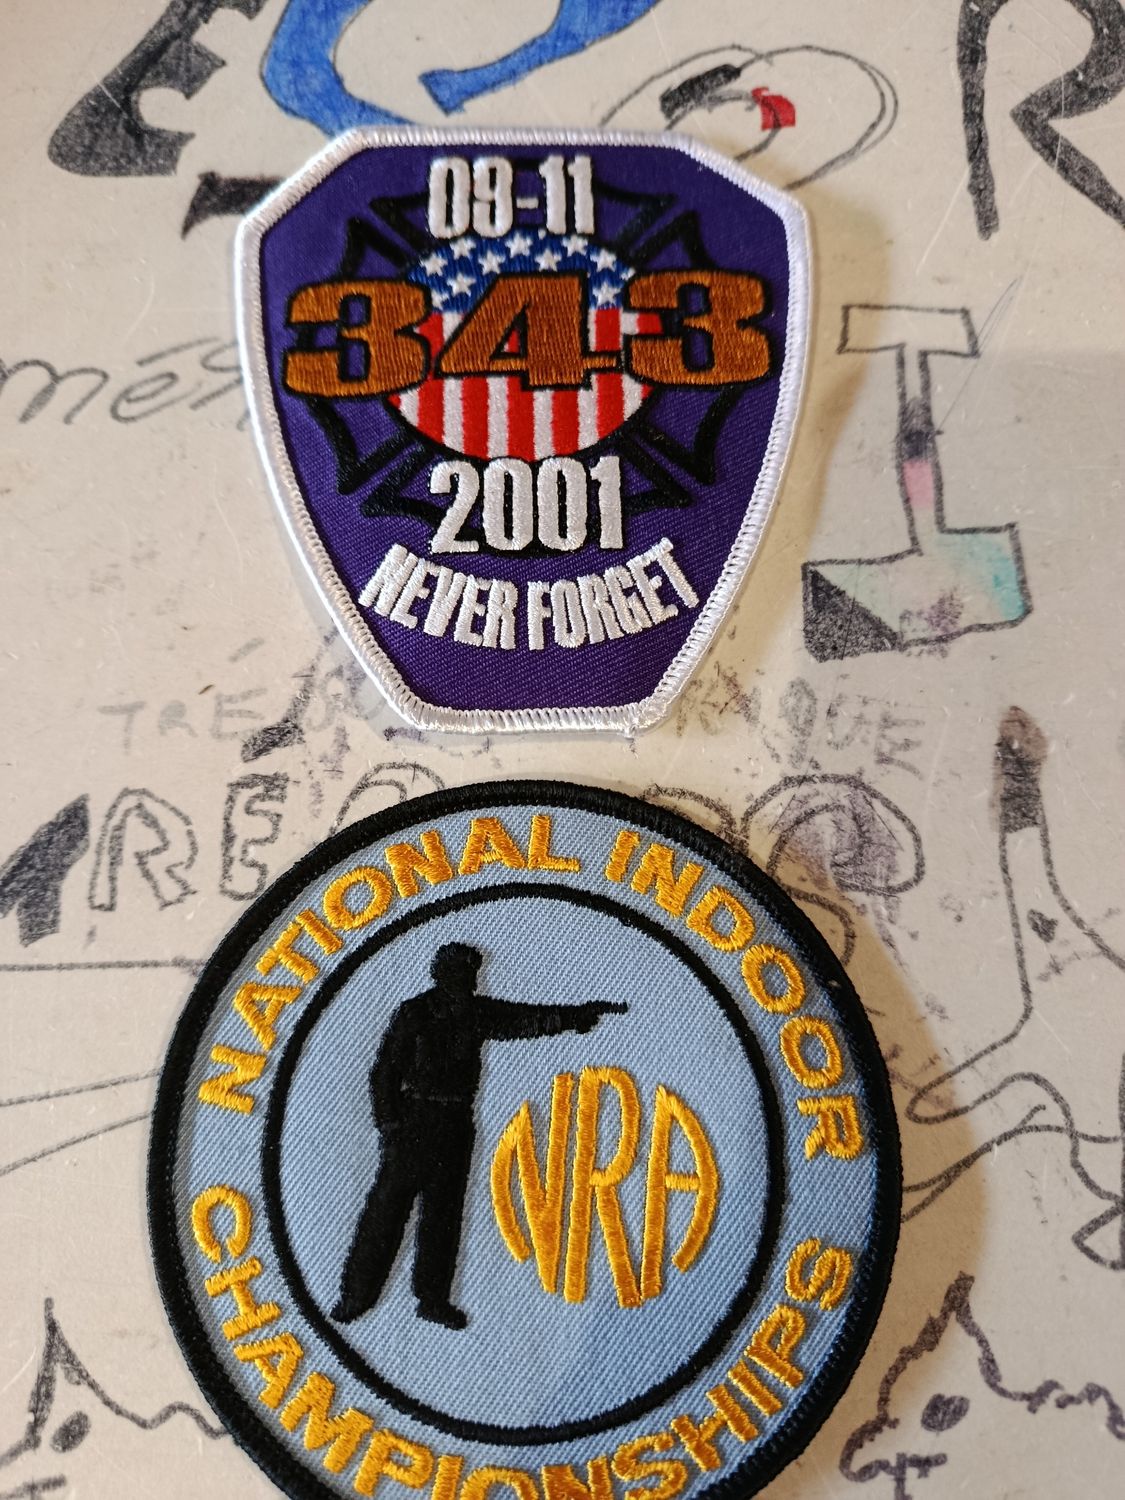 09-11
343
2001
NEVER FORGET
NATIONAL INDOOR
NRA
CHAMPIONSHIPS